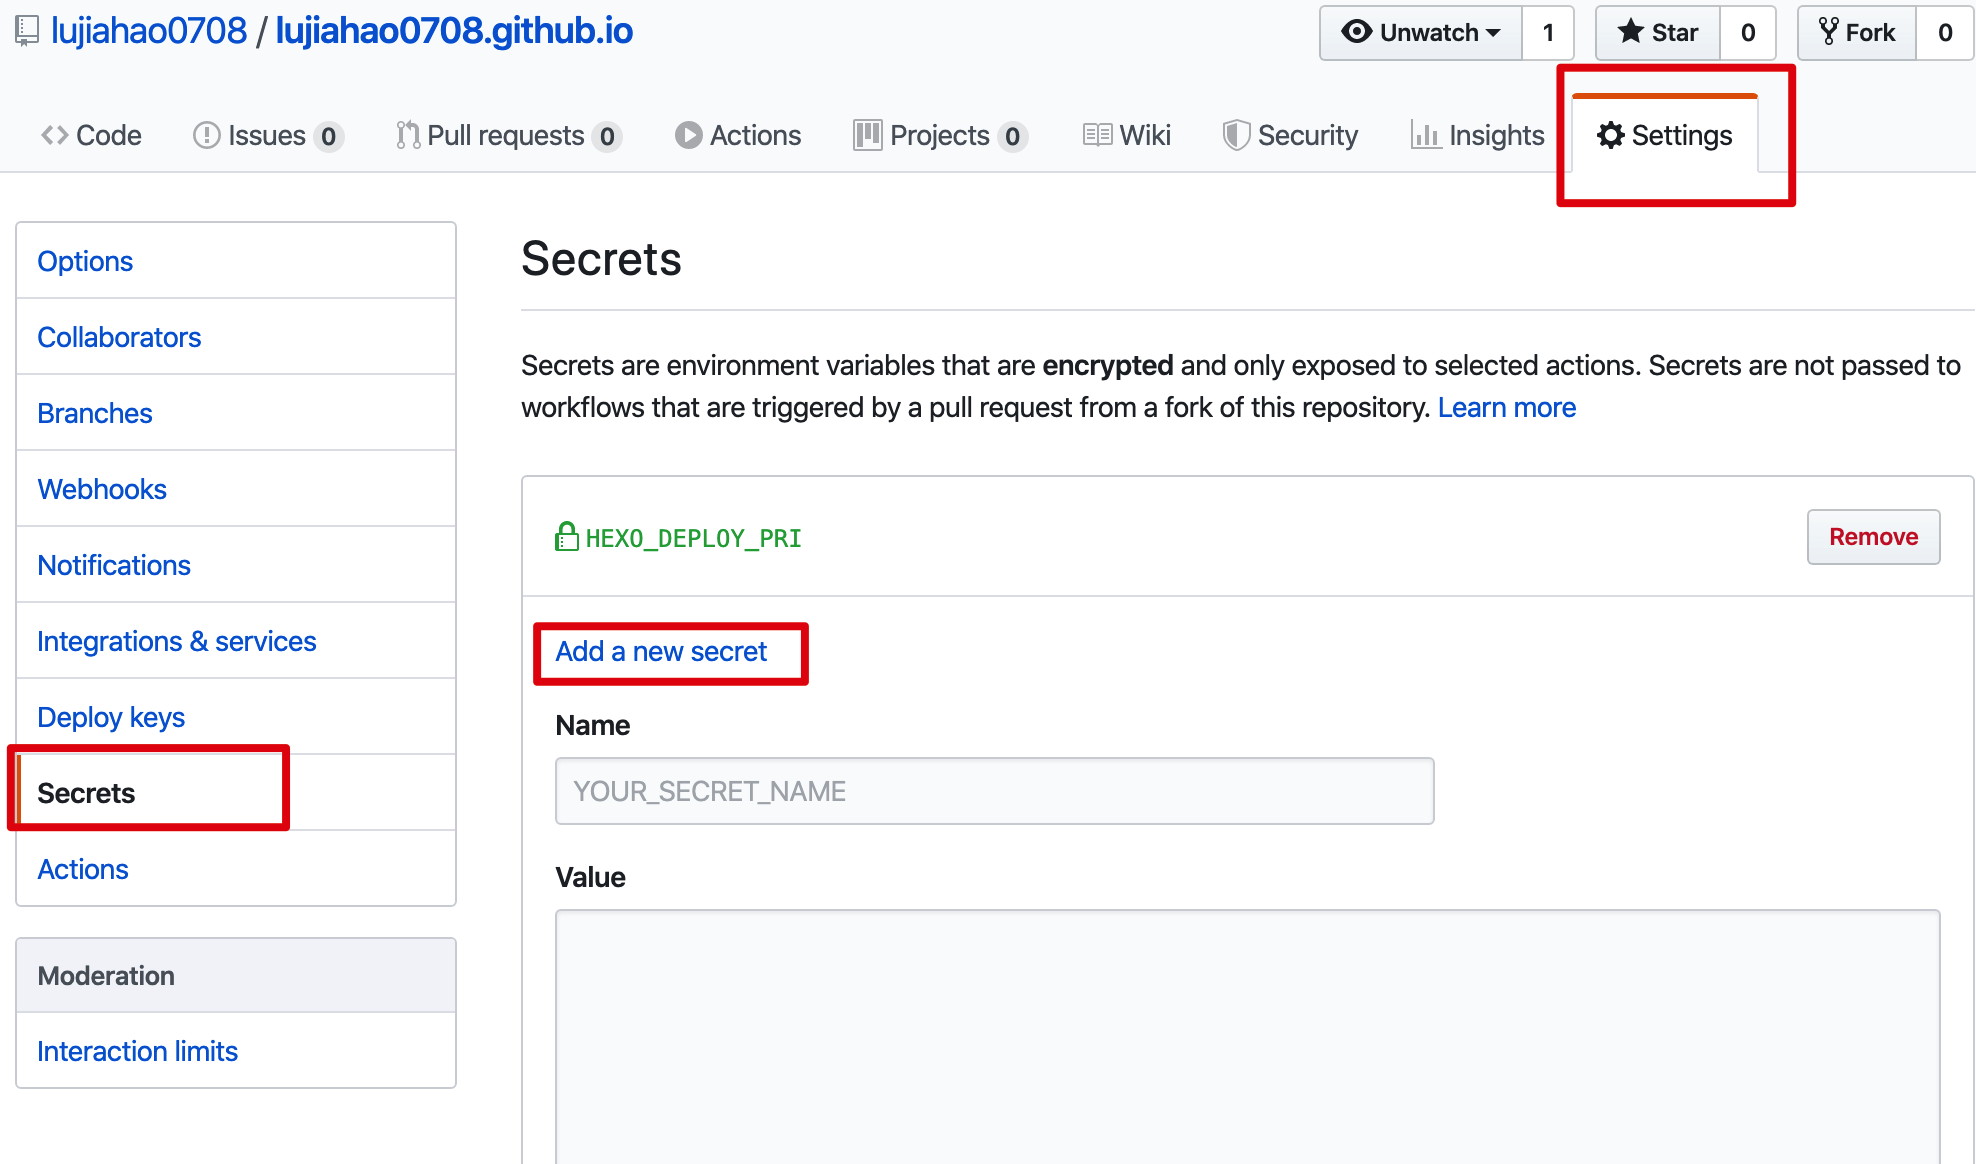 lujiahao0708 / lujiahao0708.github.io
Unwatch 1 Star 0 Fork 0
Code Issues 0 Pull requests 0 Actions Projects 0 Wiki Security Insights Settings
Options
Collaborators
Branches
Webhooks
Notifications
Integrations & services
Deploy keys
Secrets
Actions
Moderation
Interaction limits
Secrets
Secrets are environment variables that are encrypted and only exposed to selected actions. Secrets are not passed to
workflows that are triggered by a pull request from a fork of this repository. Learn more
HEXO_DEPLOY_PRI Remove
Add a new secret
Name
YOUR_SECRET_NAME
Value